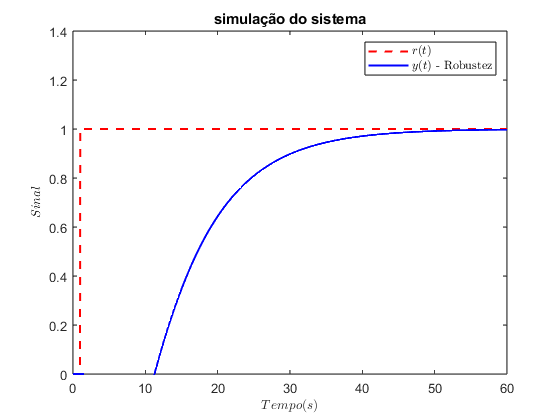 simulação do sistema
r(t)
y(t) - Robustez
Sinal
1.4
1.2
1
0.8
0.6
0.4
0.2
0
0 10 20 30 40 50 60
Tempo(s)